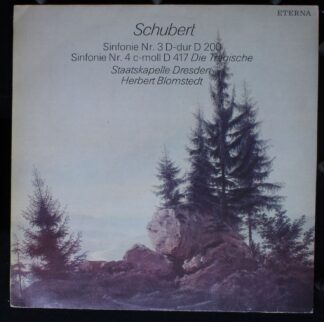 ETERNA
Schubert
Sinfonie Nr. 3 D-dur D 200
Sinfonie Nr. 4 c-moll D 417 Die Tragische
Staatskapelle Dresden
Herbert Blomstedt